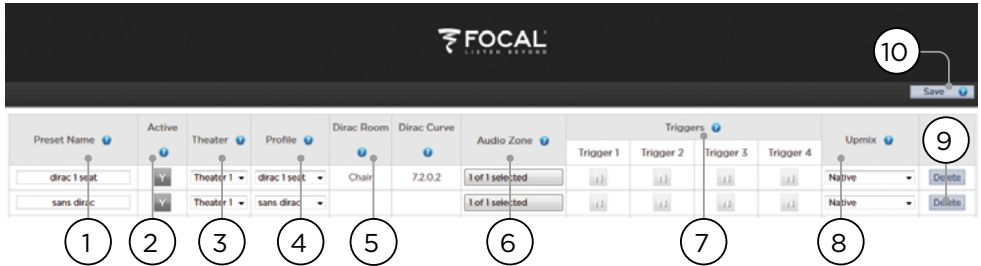 FOCAL
LISTEN BEYOND
10
Save
Preset Name Active Theater Profile Dirac Room Dirac Curve Audio Zone Triggers Upmix
Trigger 1 Trigger 2 Trigger 3 Trigger 4
9
dirac 1 seat Y Theater 1 dirac 1 seat Chair 7.2.0.2 1 of 1 selected Native Delete
sans dirac Y Theater 1 sans dirac 1 of 1 selected Native Delete
1 2 3 4 5 6 7 8